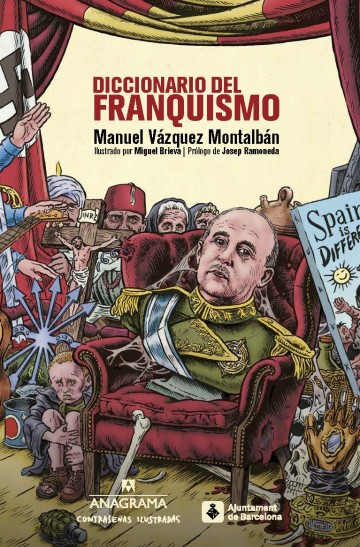 DICCIONARIO DEL
FRANQUISMO
Manuel Vázquez Montalbán
Ilustrado por Miguel Brieva | Prólogo de Josep Ramoneda
INRI
Spain
is
DIFFERE
A
ANAGRAMA
CONTRASEÑAS ILUSTRADAS
Ajuntament
de Barcelona